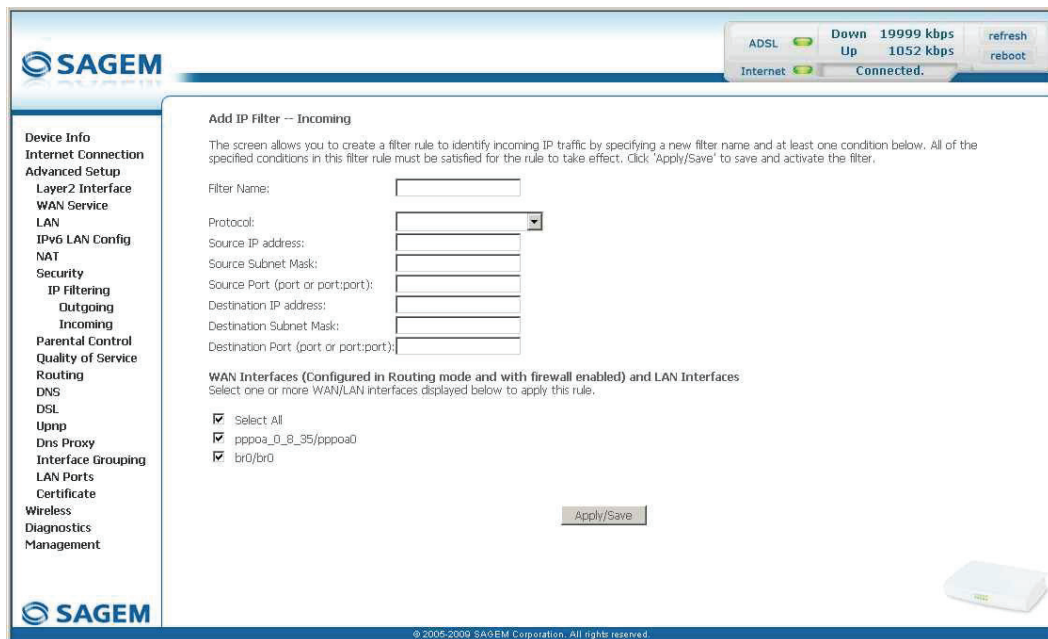 SAGEM
ADSL
Down 19999 kbps
Up 1052 kbps
Internet
Connected.
refresh
reboot
Device Info
Internet Connection
Advanced Setup
Layer2 Interface
WAN Service
LAN
IPv6 LAN Config
NAT
Security
IP Filtering
Outgoing
Incoming
Parental Control
Quality of Service
Routing
DNS
DSL
Upnp
Dns Proxy
Interface Grouping
LAN Ports
Certificate
Wireless
Diagnostics
Management
SAGEM
Add IP Filter -- Incoming
The screen allows you to create a filter rule to identify incoming IP traffic by specifying a new filter name and at least one condition below. All of the
specified conditions in this filter rule must be satisfied for the rule to take effect. Click 'Apply/Save' to save and activate the filter.
Filter Name:
Protocol:
Source IP address:
Source Subnet Mask:
Source Port (port or port:port):
Destination IP address:
Destination Subnet Mask:
Destination Port (port or port:port):
WAN Interfaces (Configured in Routing mode and with firewall enabled) and LAN Interfaces
Select one or more WAN/LAN interfaces displayed below to apply this rule.
Select All
pppoa_0_8_35/pppoa0
br0/br0
Apply/Save
© 2005-2009 SAGEM Corporation. All rights reserved.